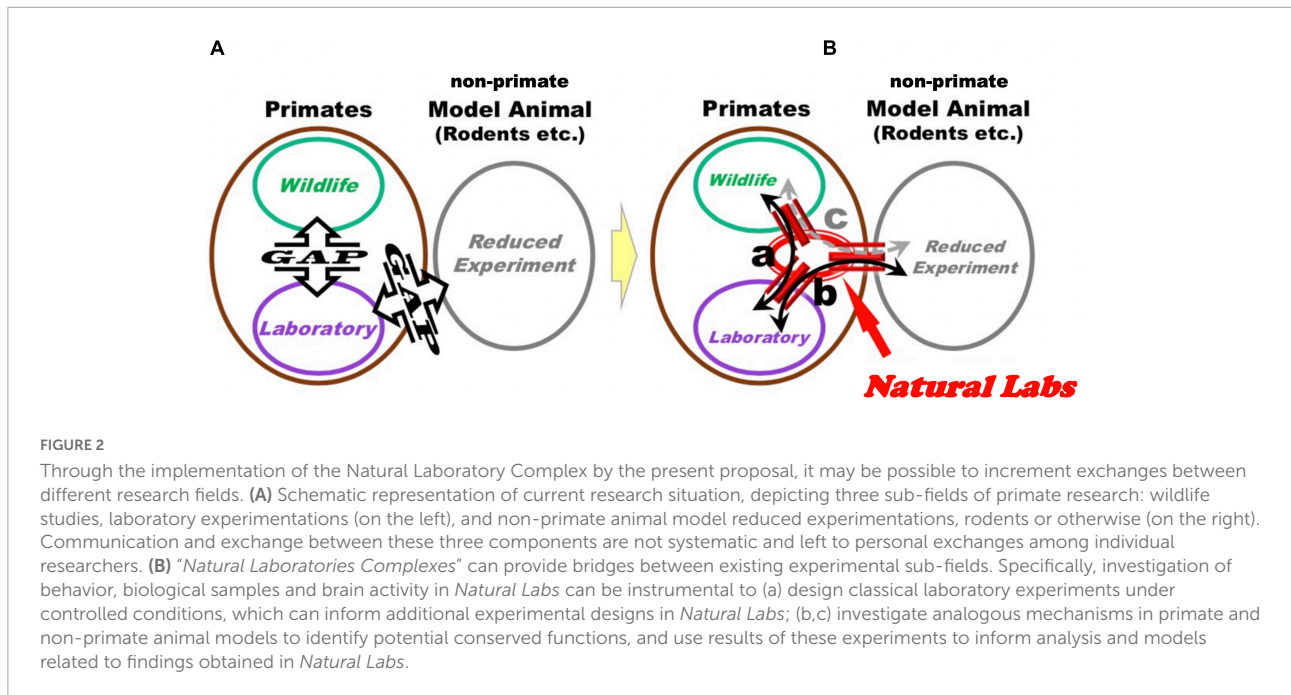 A
B
non-primate
Model Animal
(Rodents etc.)
Primates
Wildlife
GAP
Laboratory
GAP
Reduced
Experiment
non-primate
Model Animal
(Rodents etc.)
Primates
Wildlife
c
a
b
Laboratory
Reduced
Experiment
Natural Labs
FIGURE 2
Through the implementation of the Natural Laboratory Complex by the present proposal, it may be possible to increment exchanges between
different research fields. (A) Schematic representation of current research situation, depicting three sub-fields of primate research: wildlife
studies, laboratory experimentations (on the left), and non-primate animal model reduced experimentations, rodents or otherwise (on the right).
Communication and exchange between these three components are not systematic and left to personal exchanges among individual
researchers. (B) "Natural Laboratories Complexes" can provide bridges between existing experimental sub-fields. Specifically, investigation of
behavior, biological samples and brain activity in Natural Labs can be instrumental to (a) design classical laboratory experiments under
controlled conditions, which can inform additional experimental designs in Natural Labs; (b,c) investigate analogous mechanisms in primate and
non-primate animal models to identify potential conserved functions, and use results of these experiments to inform analysis and models
related to findings obtained in Natural Labs.